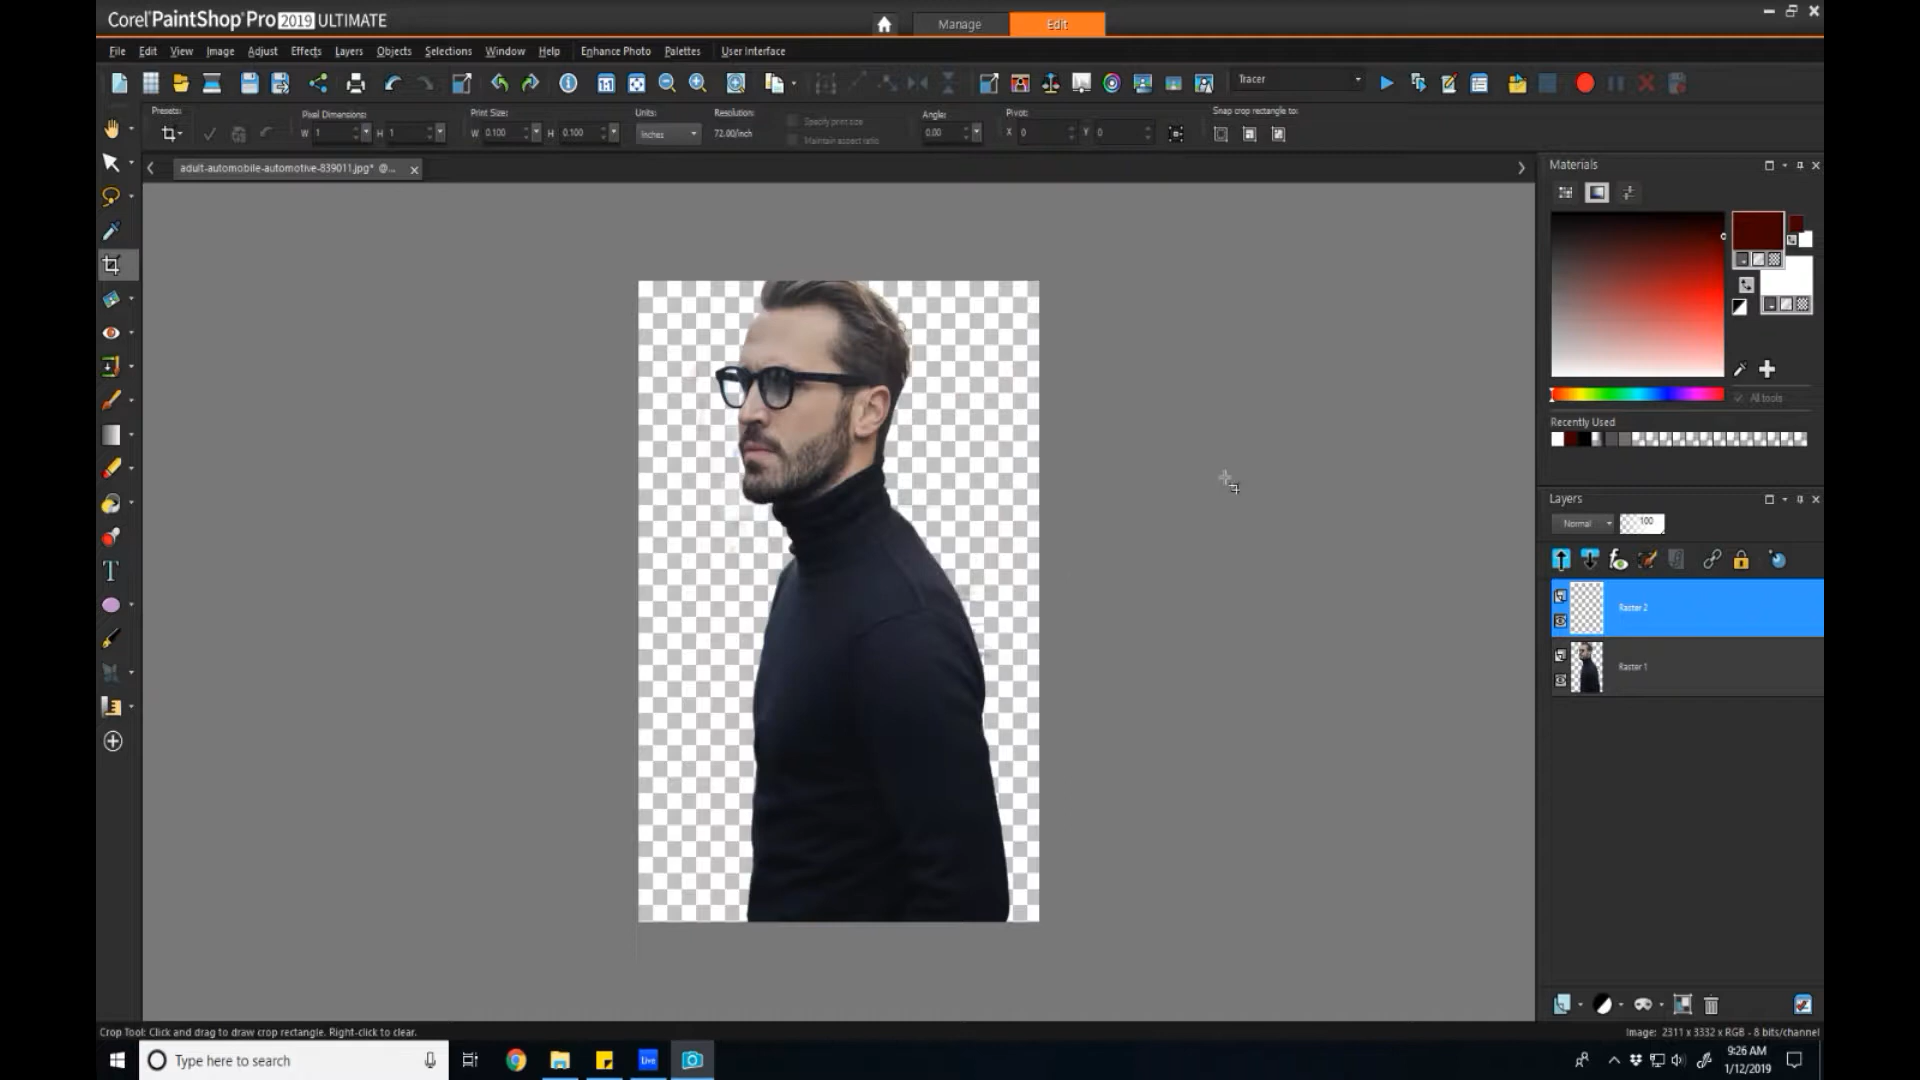 Corel PaintShop Pro 2019 ULTIMATE
Manage
Edit
File Edit View Image Adjust Effects Layers Objects Selections Window Help Enhance Photo Palettes User Interface
Tracer
Presets:
Pixel Dimensions:
W 1 H 1
Print Size:
W 0.100 H 0.100
Units:
Inches
Resolution:
72.00/inch
Specify print size
Maintain aspect ratio
Angle:
0.00
Pivot:
X 0 Y 0
Snap crop rectangle to:
adult-automobile-automotive-839011.jpg* @...
Materials
All tools
Recently Used
Layers
Normal
100
Raster 2
Raster 1
Crop Tool: Click and drag to draw crop rectangle. Right-click to clear.
Image: 2311 x 3332 x RGB - 8 bits/channel
Type here to search
Live
9:26 AM
1/12/2019